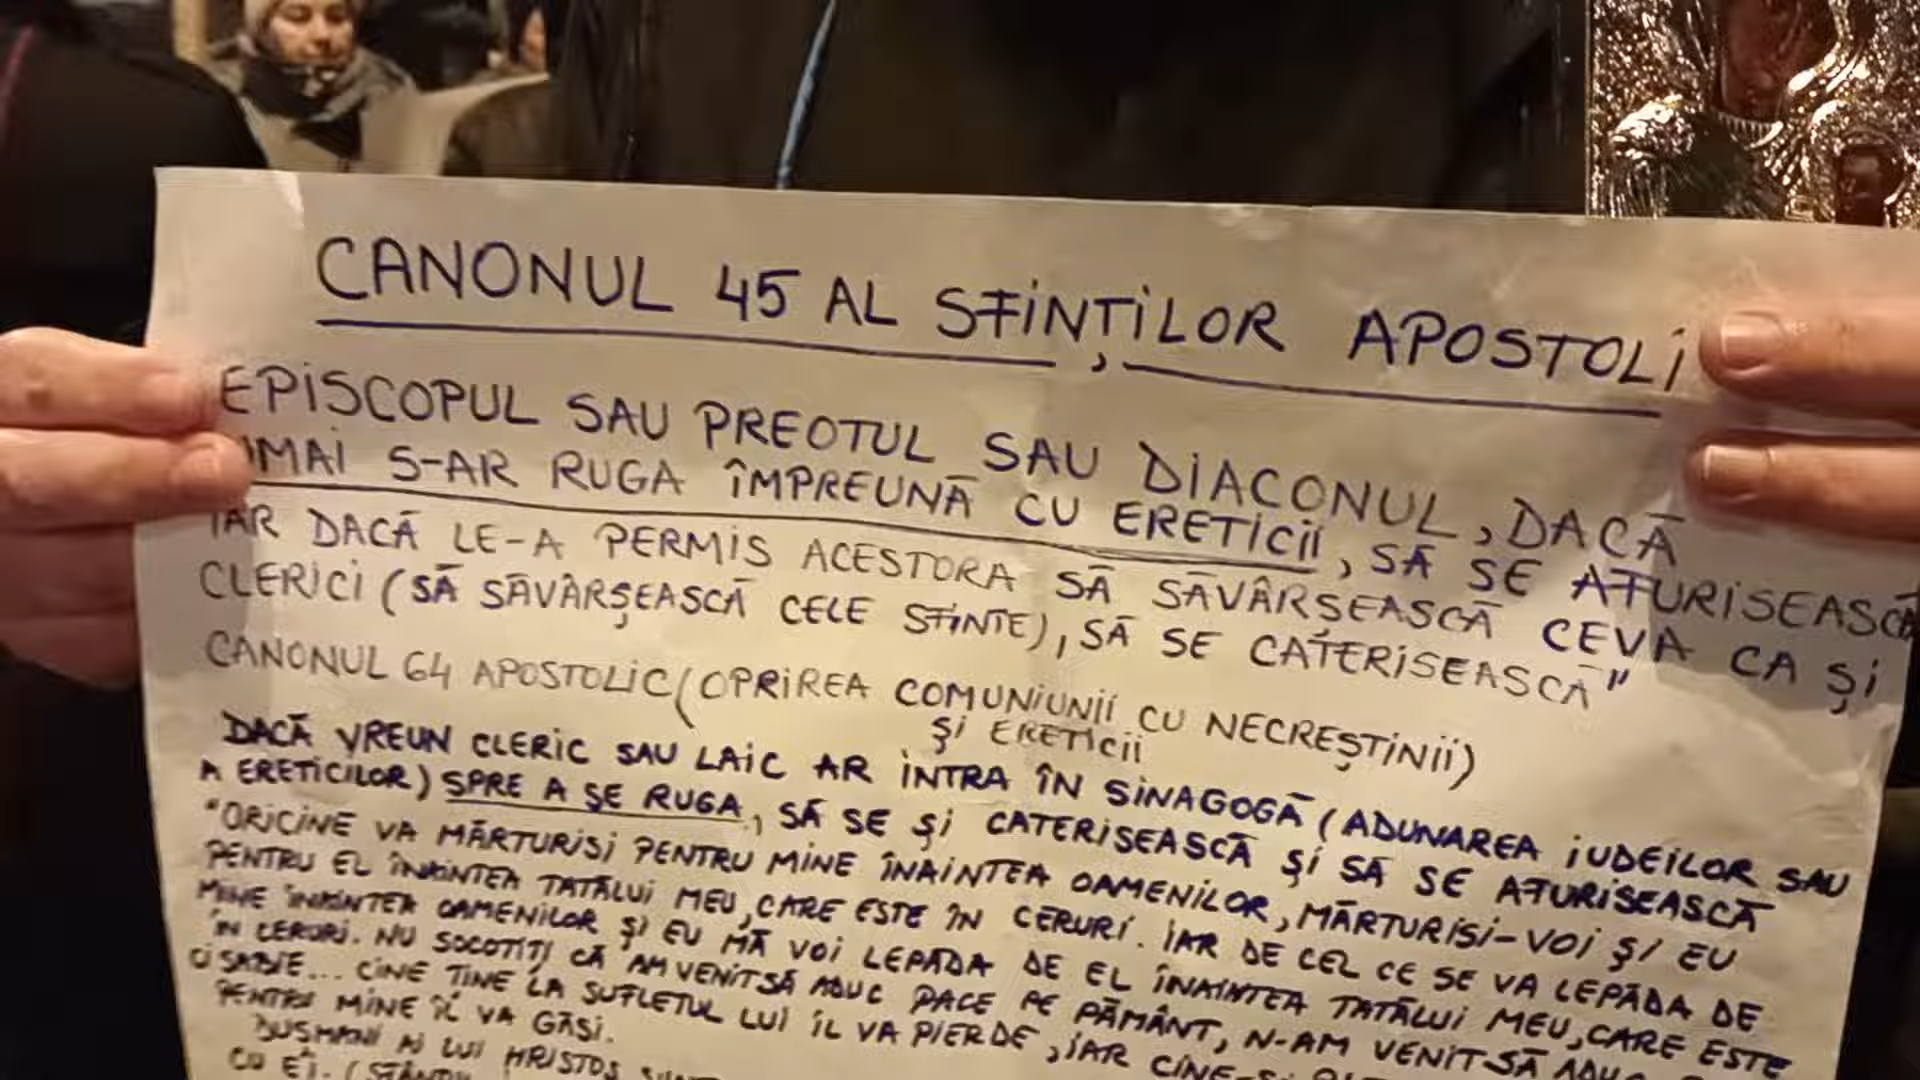 CANONUL 45 AL SFINȚILOR APOSTOLI
EPISCOPUL SAU PREOTUL SAU DIACONUL, DACĂ
UMAI S-AR RUGA ÎMPREUNĂ CU ERETICII, SĂ SE AFURISEASCĂ
IAR DACĂ LE-A PERMIS ACESTORA SĂ SĂVÂRȘEASCĂ CEVA CA ȘI
CLERICI (SĂ SĂVÂRȘEASCĂ CELE SFINTE), SĂ SE CATERISEASCĂ"
CANONUL 64 APOSTOLIC (OPRIREA COMUNIUNII CU NECREȘTINII)
ȘI ERETICII
DACĂ VREUN CLERIC SAU LAIC AR INTRA ÎN SINAGOGĂ (ADUNAREA IUDEILOR SAU
A ERETICILOR) SPRE A SE RUGA, SĂ SE ȘI CATERISEASCĂ ȘI SĂ SE AFURISEASCĂ
"ORICINE VA MĂRTURISI PENTRU MINE ÎNAINTEA OAMENILOR, MĂRTURISI-VOI ȘI EU
PENTRU EL ÎNAINTEA TATĂLUI MEU, CARE ESTE ÎN CERURI. IAR DE CEL CE SE VA LEPĂDA DE
MINE ÎNAINTEA OAMENILOR ȘI EU MĂ VOI LEPĂDA DE EL ÎNAINTEA TATĂLUI MEU, CARE ESTE
ÎN CERURI. NU SOCOTIȚI CĂ AM VENIT SĂ ADUC PACE PE PĂMÂNT, N-AM VENIT SĂ ADUC
CI SABIE... CINE ȚINE LA SUFLETUL LUI ÎL VA PIERDE, IAR CINE-ȘI
PENTRU MINE ÎL VA GĂSI.
DUȘMANI AI LUI HRISTOS
CU EI.